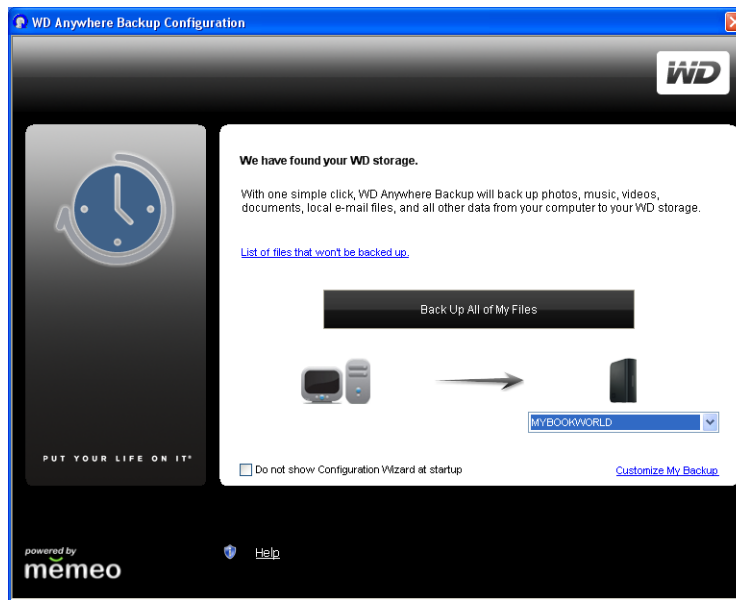 WD Anywhere Backup Configuration
WD
We have found your WD storage.
With one simple click, WD Anywhere Backup will back up photos, music, videos,
documents, local e-mail files, and all other data from your computer to your WD storage.
List of files that won't be backed up.
Back Up All of My Files
MYBOOKWORLD
PUT YOUR LIFE ON IT®
Do not show Configuration Wizard at startup
Customize My Backup
powered by
memeo
Help